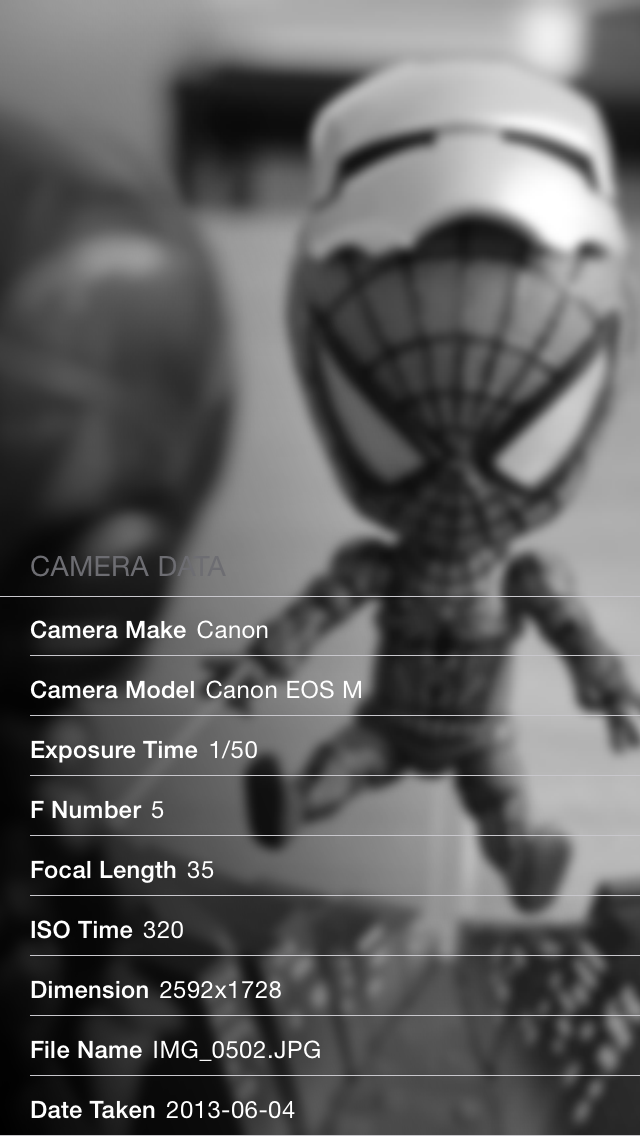 CAMERA DATA
Camera Make Canon
Camera Model Canon EOS M
Exposure Time 1/50
F Number 5
Focal Length 35
ISO Time 320
Dimension 2592x1728
File Name IMG_0502.JPG
Date Taken 2013-06-04